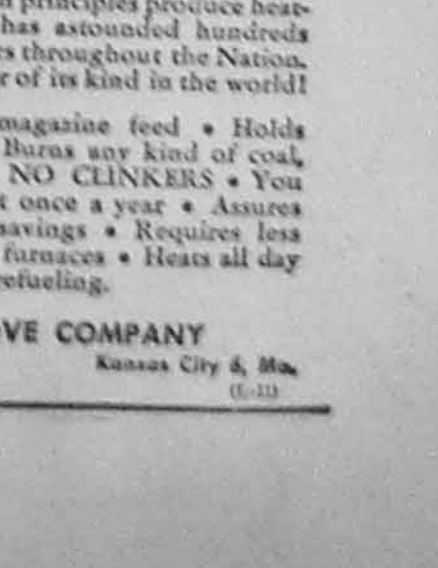 principles produce heat-
has astounded hundreds
throughout the Nation.
of its kind in the world!
magazine feed • Holds
Burns any kind of coal,
NO CLINKERS • You
once a year • Assures
savings • Requires less
furnaces • Heats all day
refueling.
COMPANY
Kansas City 6, Mo.